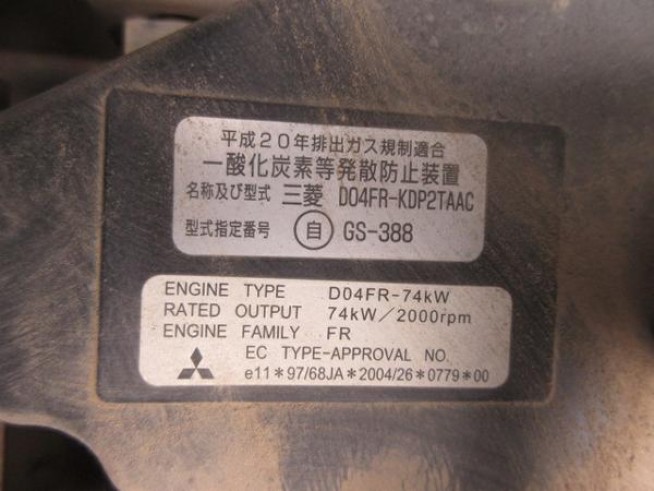 平成20年排出ガス規制適合
一酸化炭素等発散防止装置
名称及び型式 三菱 D04FR-KDP2TAAC
型式指定番号 自 GS-388
ENGINE TYPE D04FR-74kW
RATED OUTPUT 74kW/2000rpm
ENGINE FAMILY FR
EC TYPE-APPROVAL NO.
e11*97/68JA*2004/26*0779*00